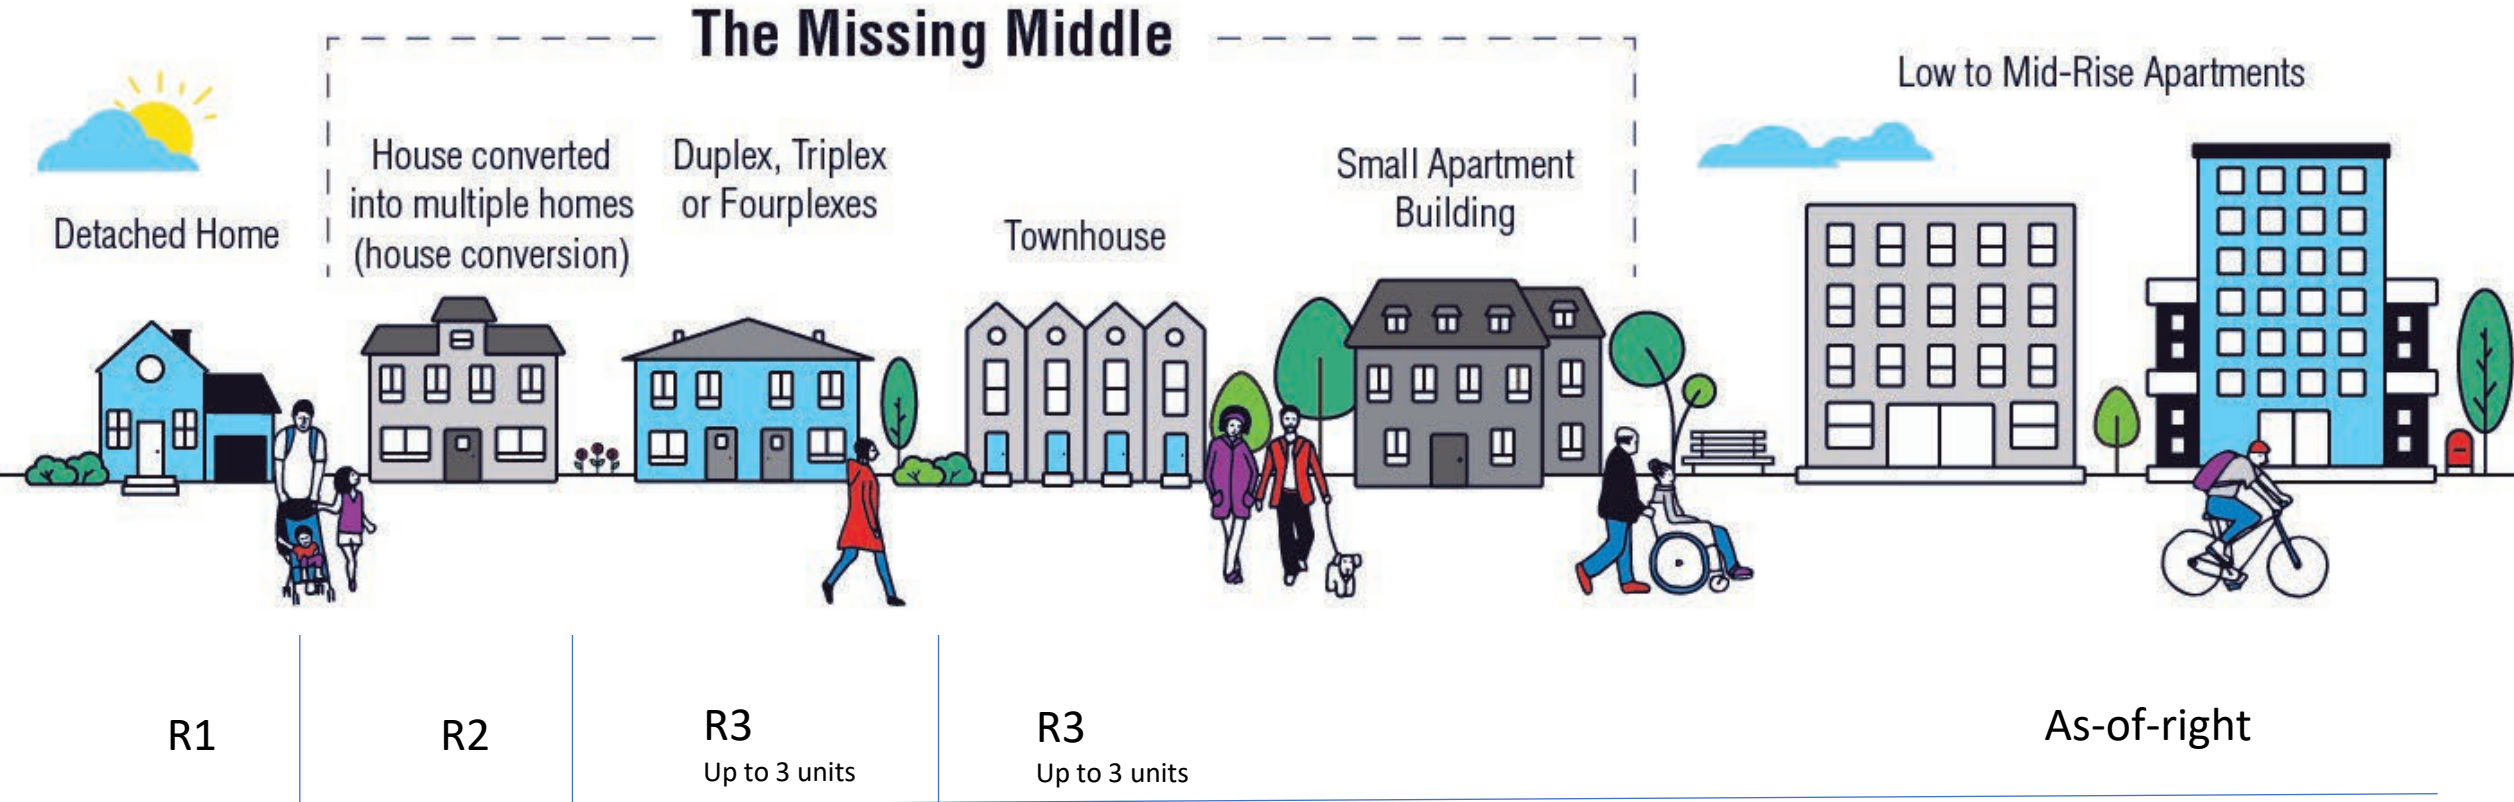 The Missing Middle
Low to Mid-Rise Apartments
Detached Home
House converted
into multiple homes
(house conversion)
Duplex, Triplex
or Fourplexes
Townhouse
Small Apartment
Building
R1
R2
R3
Up to 3 units
R3
Up to 3 units
As-of-right